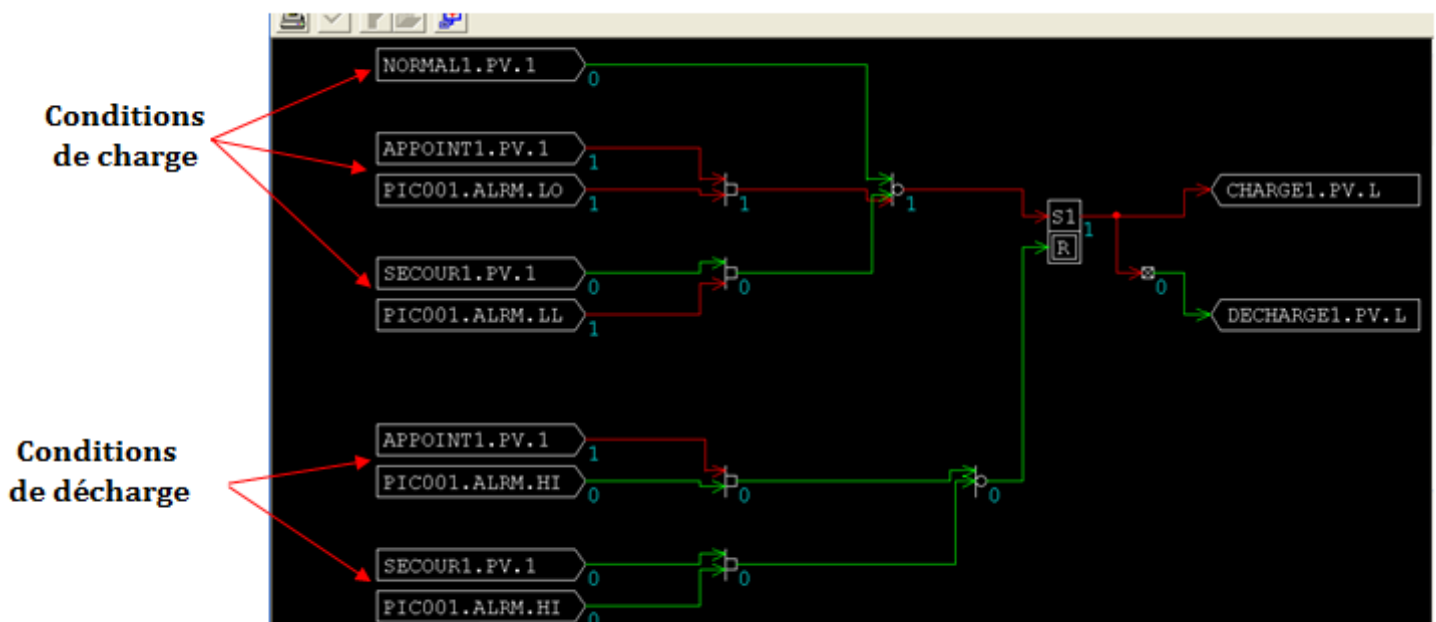 NORMAL1.PV.1
0
Conditions
de charge
APPOINT1.PV.1
1
PIC001.ALRM.LO
1
1
1
CHARGE1.PV.L
S1
1
R
SECOUR1.PV.1
0
0
0
PIC001.ALRM.LL
1
DECHARGE1.PV.L
Conditions
de décharge
APPOINT1.PV.1
1
PIC001.ALRM.HI
0
0
0
SECOUR1.PV.1
0
0
PIC001.ALRM.HI
0